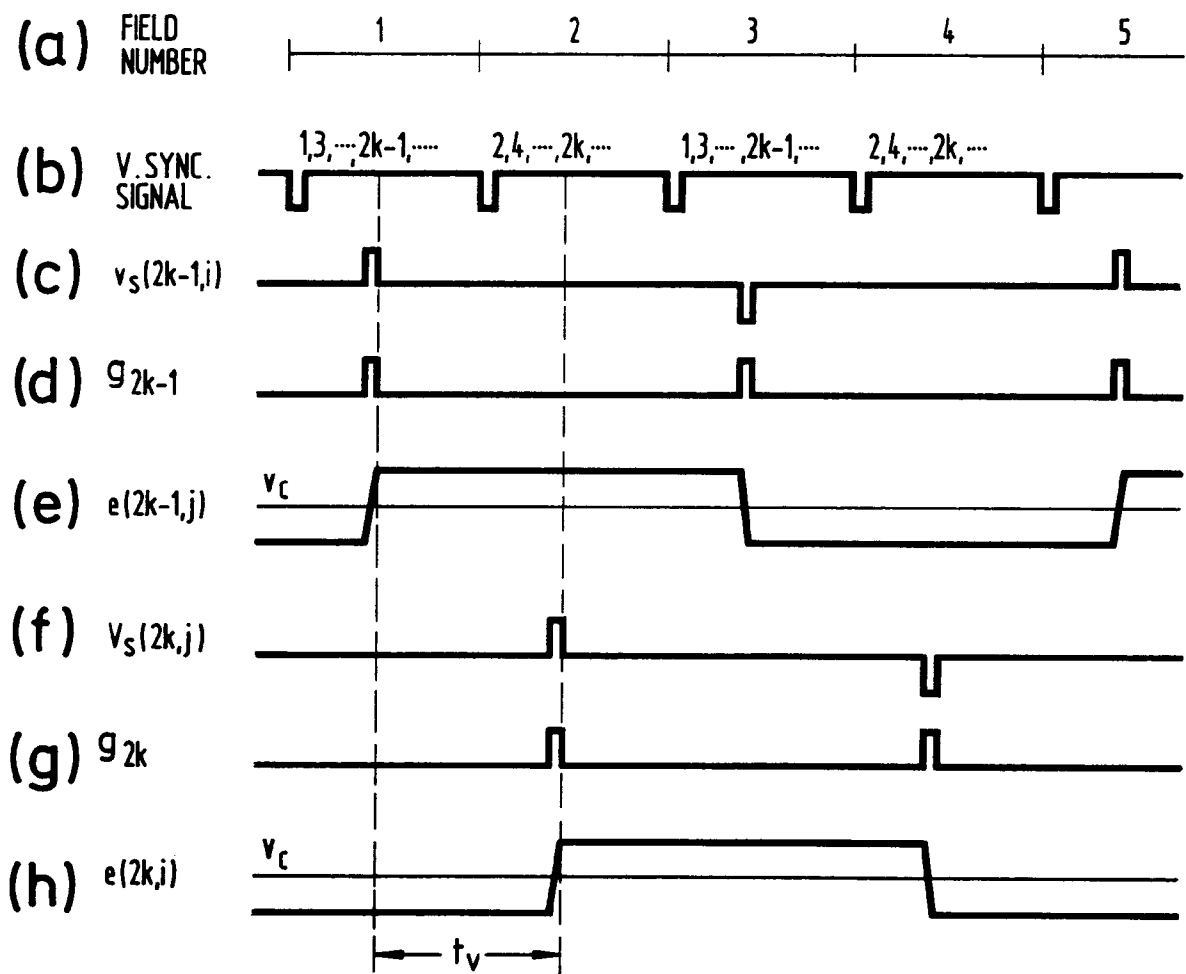 (a) FIELD NUMBER 1 2 3 4 5
(b) V.SYNC. SIGNAL 1,3,····,2k-1,····· 2,4,····,2k,···· 1,3,····,2k-1,···· 2,4,····,2k,····
(c) vS(2k-1,i)
(d) g2k-1
(e) e(2k-1,j) vC
(f) VS(2k,j)
(g) g2k
(h) e(2k,i) vC
tV